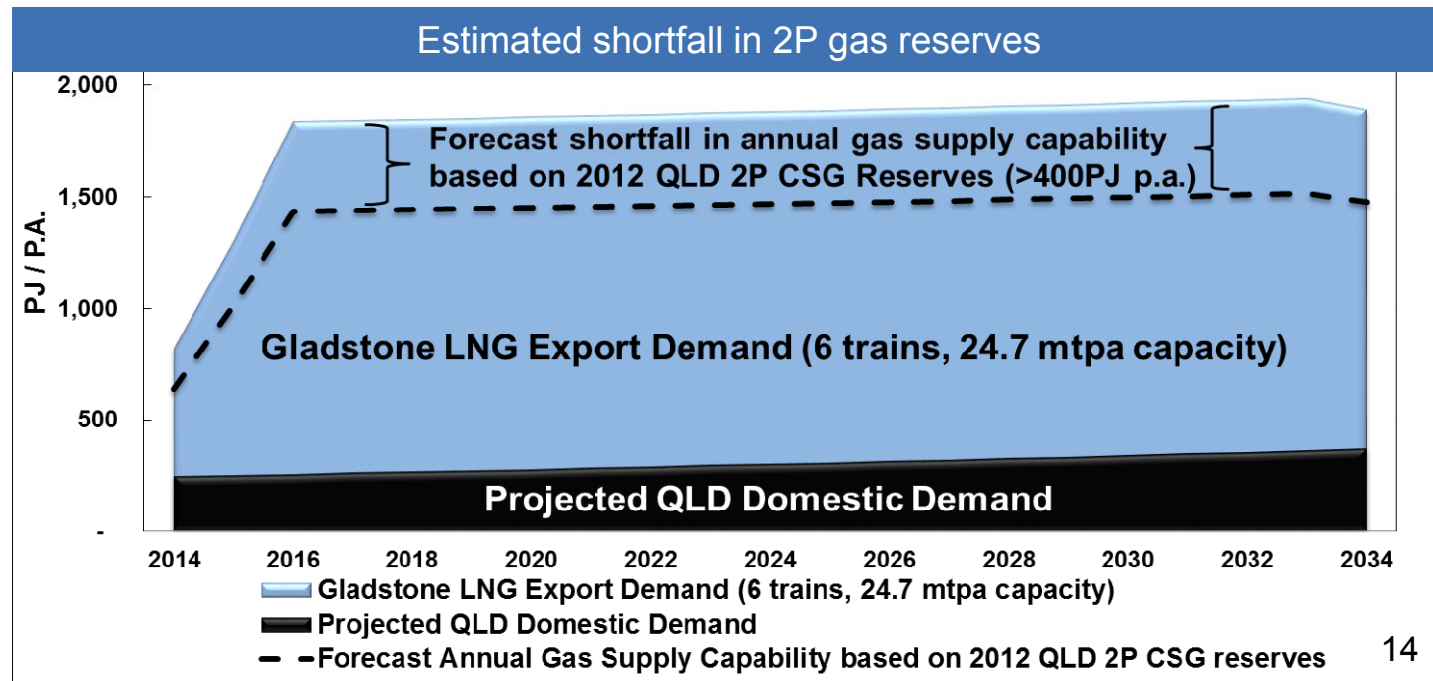 Estimated shortfall in 2P gas reserves
2,000
1,500
1,000
500
-
PJ / P.A.
Forecast shortfall in annual gas supply capability
based on 2012 QLD 2P CSG Reserves (>400PJ p.a.)
Gladstone LNG Export Demand (6 trains, 24.7 mtpa capacity)
Projected QLD Domestic Demand
2014 2016 2018 2020 2022 2024 2026 2028 2030 2032 2034
Gladstone LNG Export Demand (6 trains, 24.7 mtpa capacity)
Projected QLD Domestic Demand
Forecast Annual Gas Supply Capability based on 2012 QLD 2P CSG reserves
14